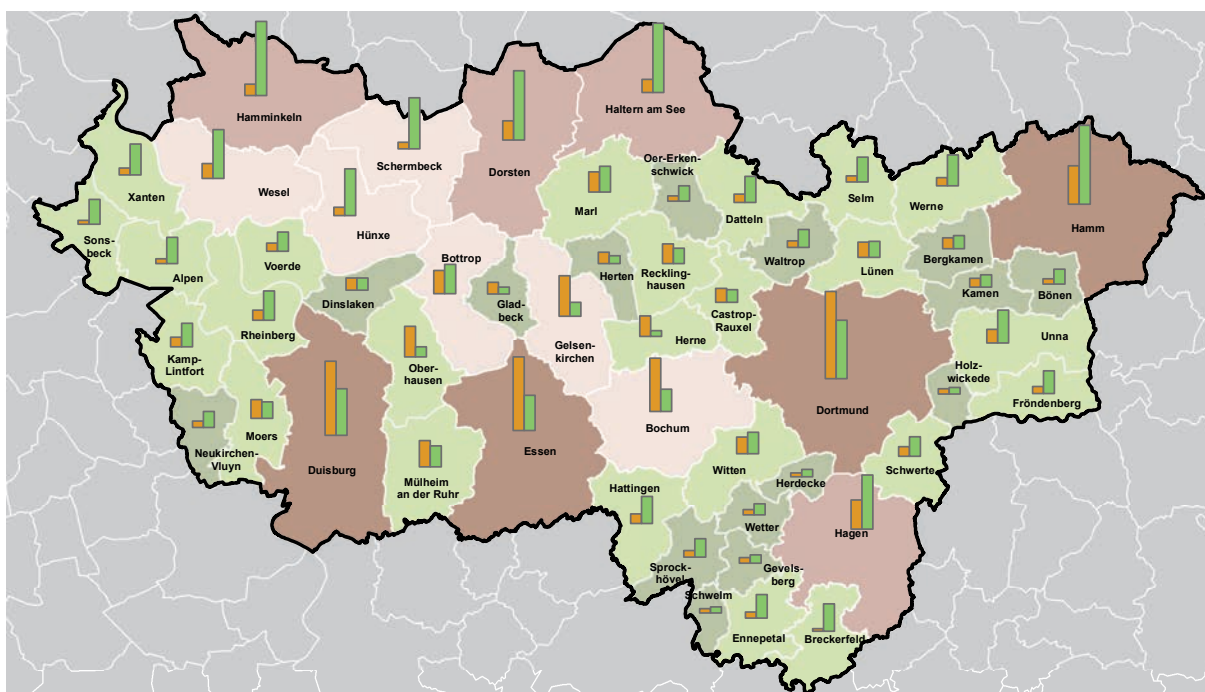 Hamminkeln
Haltern am See
Schermbeck
Dorsten
Oer-Erken-
schwick
Xanten
Wesel
Marl
Datteln
Selm
Werne
Hamm
Sons-
beck
Hünxe
Alpen
Voerde
Bottrop
Herten
Reckling-
hausen
Waltrop
Lünen
Bergkamen
Dinslaken
Glad-
beck
Kamen
Bönen
Rheinberg
Castrop-
Rauxel
Herne
Gelsen-
kirchen
Unna
Kamp-
Lintfort
Ober-
hausen
Holz-
wickede
Fröndenberg
Moers
Dortmund
Bochum
Essen
Neukirchen-
Vluyn
Duisburg
Mülheim
an der Ruhr
Witten
Schwerte
Herdecke
Hattingen
Wetter
Hagen
Sprock-
hövel
Gevels-
berg
Schwelm
Ennepetal
Breckerfeld